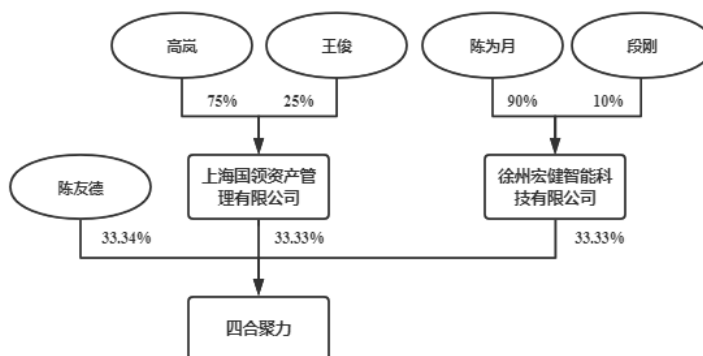 高岚
王俊
陈为月
段刚
75%
25%
90%
10%
上海国领资产管
理有限公司
徐州宏健智能科
技有限公司
陈友德
33.34%
33.33%
33.33%
四合聚力